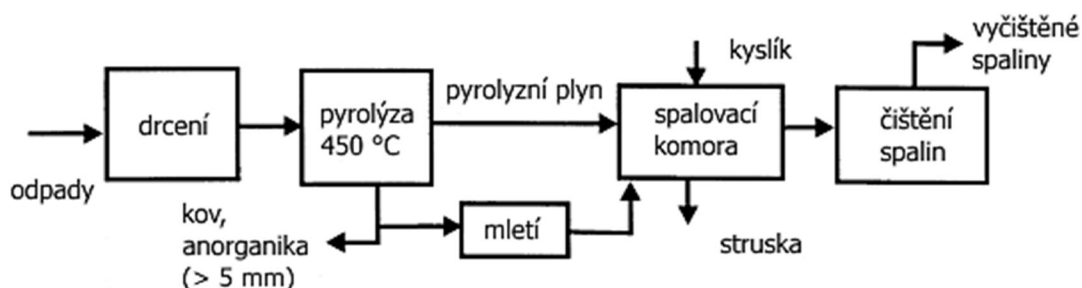 odpady
drcení
pyrolýza
450 °C
kov,
anorganika
(> 5 mm)
pyrolyzní plyn
mletí
kyslík
spalovací
komora
struska
čištění
spalin
vyčištěné
spaliny